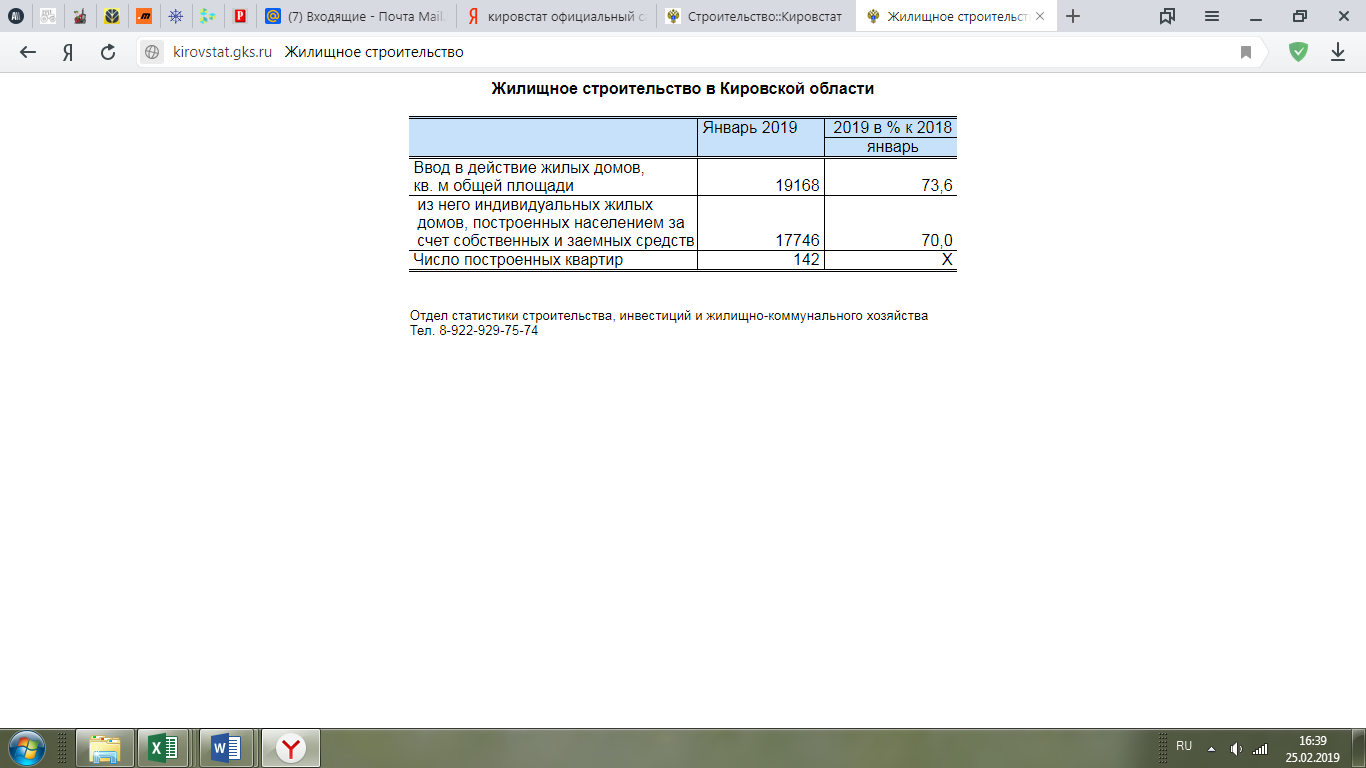 (7) Входящие - Почта Mail.
кировстат официальный с
Строительство::Кировстат
Жилищное строительст
kirovstat.gks.ru Жилищное строительство
Жилищное строительство в Кировской области
Январь 2019
2019 в % к 2018
январь
Ввод в действие жилых домов,
кв. м общей площади 19168 73,6
из него индивидуальных жилых
домов, построенных населением за
счет собственных и заемных средств 17746 70,0
Число построенных квартир 142 X
Отдел статистики строительства, инвестиций и жилищно-коммунального хозяйства
Тел. 8-922-929-75-74
RU
16:39
25.02.2019